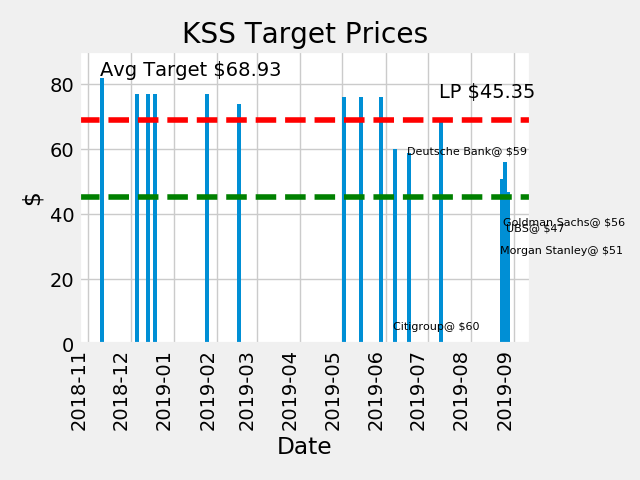 KSS Target Prices
Avg Target $68.93
LP $45.35
Deutsche Bank@ $59
Goldman Sachs@ $56
UBS@ $47
Morgan Stanley@ $51
Citigroup@ $60
$
80
60
40
20
0
2018-11
2018-12
2019-01
2019-02
2019-03
2019-04
2019-05
2019-06
2019-07
2019-08
2019-09
Date